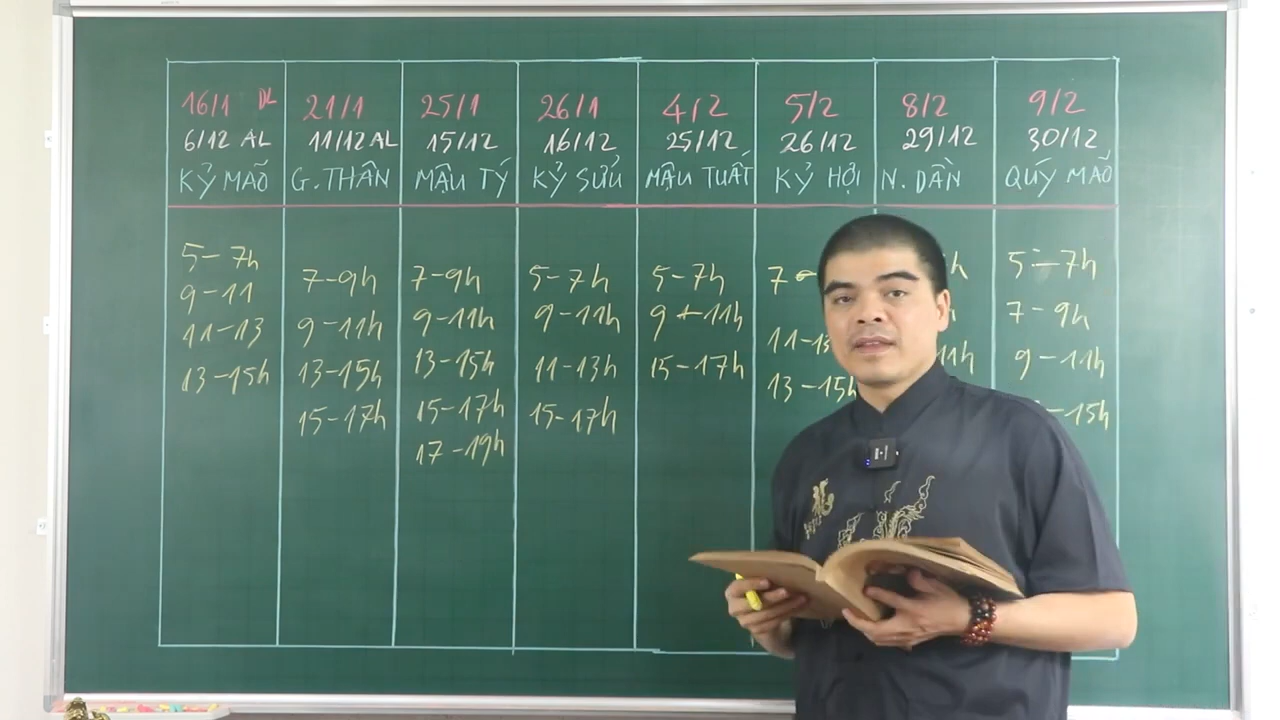 16/1 DL
6/12 AL
KỶ MÃO
5-7h
9-11
11-13
13-15h
21/1
11/12 AL
G. THÂN
7-9h
9-11h
13-15h
15-17h
25/1
15/12
MẬU TÝ
7-9h
9-11h
13-15h
15-17h
17-19h
26/1
16/12
KỶ SỬU
5-7h
9-11h
11-13h
15-17h
4/2
25/12
MẬU TUẤT
5-7h
9-11h
15-17h
5/2
26/12
KỶ HỢI
7-
11-13
13-15h
8/2
29/12
N. DẦN
h
11h
9/2
30/12
QUÝ MÃO
5-7h
7-9h
9-11h
-15h